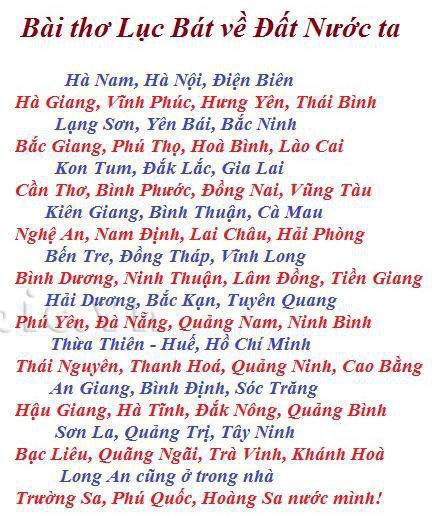 Bài thơ Lục Bát về Đất Nước ta
Hà Nam, Hà Nội, Điện Biên
Hà Giang, Vĩnh Phúc, Hưng Yên, Thái Bình
Lạng Sơn, Yên Bái, Bắc Ninh
Bắc Giang, Phú Thọ, Hoà Bình, Lào Cai
Kon Tum, Đắk Lắc, Gia Lai
Cần Thơ, Bình Phước, Đồng Nai, Vũng Tàu
Kiên Giang, Bình Thuận, Cà Mau
Nghệ An, Nam Định, Lai Châu, Hải Phòng
Bến Tre, Đồng Tháp, Vĩnh Long
Bình Dương, Ninh Thuận, Lâm Đồng, Tiền Giang
Hải Dương, Bắc Kạn, Tuyên Quang
Phú Yên, Đà Nẵng, Quảng Nam, Ninh Bình
Thừa Thiên - Huế, Hồ Chí Minh
Thái Nguyên, Thanh Hoá, Quảng Ninh, Cao Bằng
An Giang, Bình Định, Sóc Trăng
Hậu Giang, Hà Tĩnh, Đắk Nông, Quảng Bình
Sơn La, Quảng Trị, Tây Ninh
Bạc Liêu, Quãng Ngãi, Trà Vinh, Khánh Hoà
Long An cũng ở trong nhà
Trường Sa, Phú Quốc, Hoàng Sa nước mình!